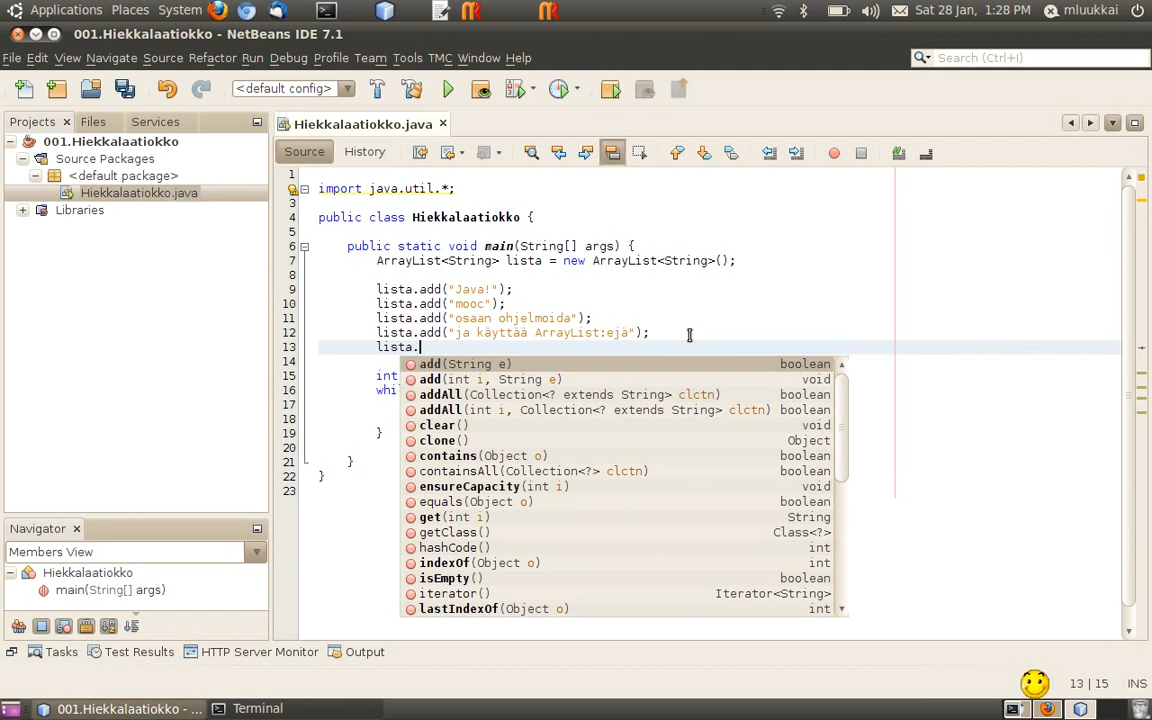 Applications Places System Sat 28 Jan, 1:28 PM mluukkai
001.Hiekkalaatiokko - NetBeans IDE 7.1
File Edit View Navigate Source Refactor Run Debug Profile Team Tools TMC Window Help Search (Ctrl+I)
<default config>
Projects Files Services
Hiekkalaatiokko.java
001.Hiekkalaatiokko
Source Packages
<default package>
Hiekkalaatiokko.java
Libraries
Source History
1
import java.util.*;
3
4 public class Hiekkalaatiokko {
5
6 public static void main(String[] args) {
7 ArrayList<String> lista = new ArrayList<String>();
8
9 lista.add("Java!");
10 lista.add("mooc");
11 lista.add("osaan ohjelmoida");
12 lista.add("ja käyttää ArrayList:ejä");
13 lista.
14
15 int
16 whi
17
18
19 }
20
21 }
22 }
23
add(String e) boolean
add(int i, String e) void
addAll(Collection<? extends String> clctn) boolean
addAll(int i, Collection<? extends String> clctn) boolean
clear() void
clone() Object
contains(Object o) boolean
containsAll(Collection<?> clctn) boolean
ensureCapacity(int i) void
equals(Object o) boolean
get(int i) String
getClass() Class<?>
hashCode() int
indexOf(Object o) int
isEmpty() boolean
iterator() Iterator<String>
lastIndexOf(Object o) int
Navigator
Members View
Hiekkalaatiokko
main(String[] args)
Tasks Test Results HTTP Server Monitor Output
13 | 15 INS
001.Hiekkalaatiokko - ... Terminal